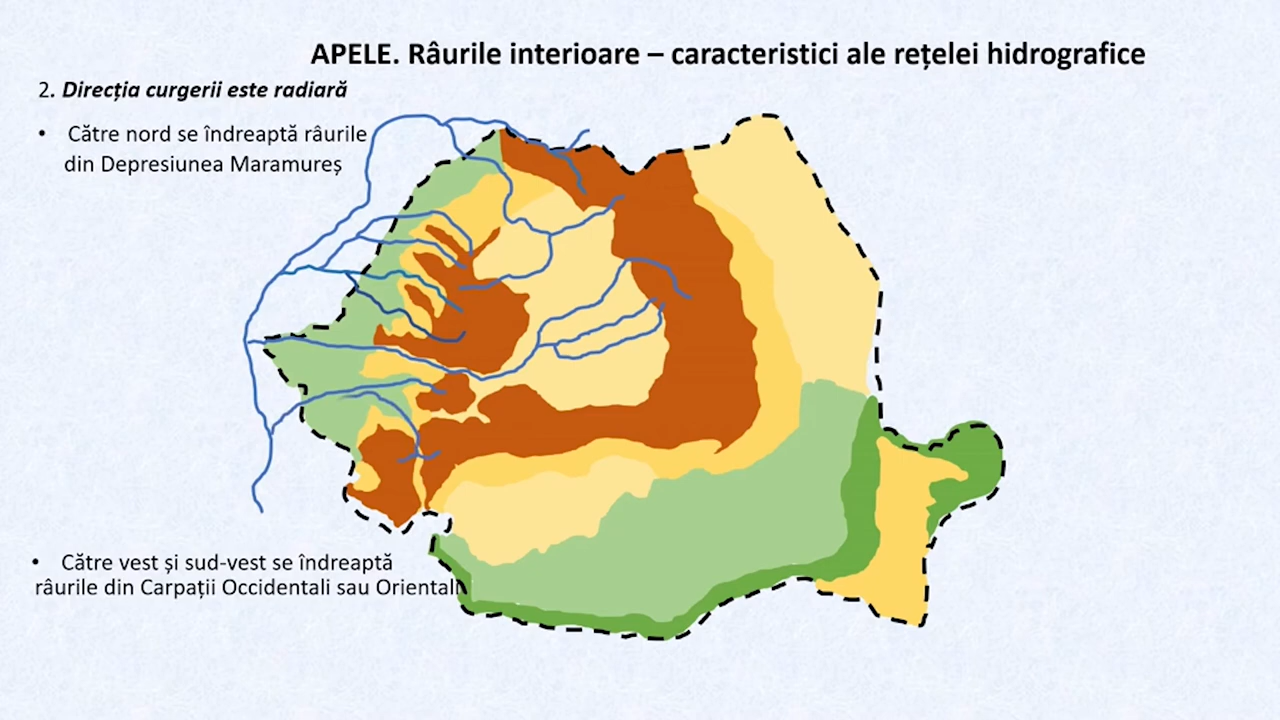 APELE. Râurile interioare – caracteristici ale rețelei hidrografice
2. Direcția curgerii este radiară
• Către nord se îndreaptă râurile
din Depresiunea Maramureș
• Către vest și sud-vest se îndreaptă
râurile din Carpații Occidentali sau Orientali